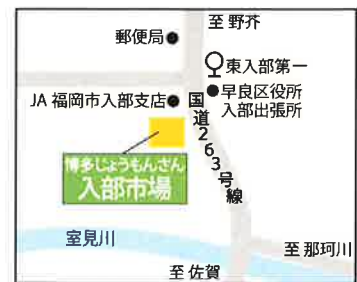 至 野芥
郵便局
東入部第一
JA 福岡市入部支店
早良区役所
入部出張所
国道263号線
博多じょうもんさん
入部市場
室見川
至 那珂川
至 佐賀